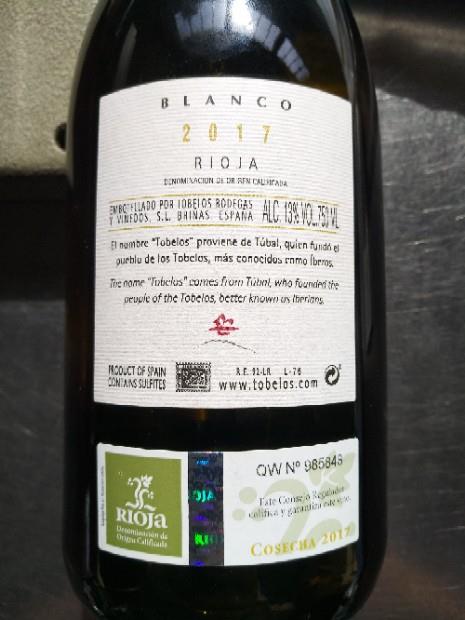 BLANCO
2017
RIOJA
DENOMINACIÓN DE ORIGEN CALIFICADA
EMBOTELLADO POR TOBELOS BODEGAS
Y VIÑEDOS, S.L. BRIÑAS. ESPAÑA ALC. 13% VOL. 750 ML
El nombre "Tobelos" proviene de Túbal, quien fundó el
pueblo de los Tobelos, más conocidos como Íberos.
The name "Tobelos" comes from Túbal, who founded the
people of the Tobelos, better known as Iberians.
PRODUCT OF SPAIN
CONTAINS SULFITES
L-76
www.tobelos.com
RIOJA
Denominación de
Origen Calificada
QW Nº 985843
Este Consejo Regulador
califica y garantiza este vino.
COSECHA 2017